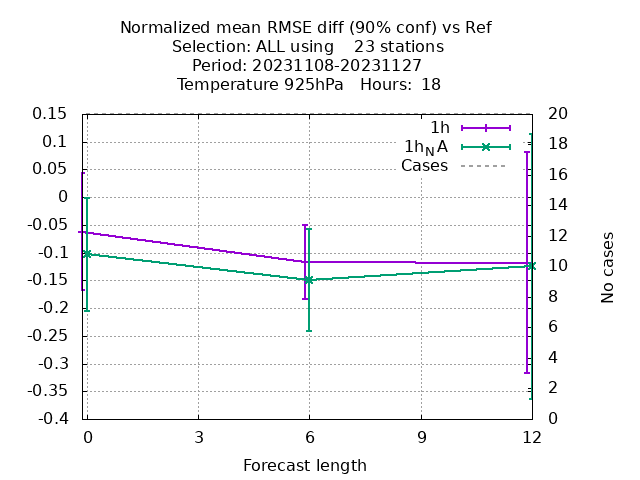 Normalized mean RMSE diff (90% conf) vs Ref
Selection: ALL using    23 stations
Period: 20231108-20231127
Temperature 925hPa   Hours:  18
1h
1h_N A
Cases
0.15
0.1
0.05
0
-0.05
-0.1
-0.15
-0.2
-0.25
-0.3
-0.35
-0.4
20
18
16
14
12
10
8
6
4
2
0
No cases
0 3 6 9 12
Forecast length